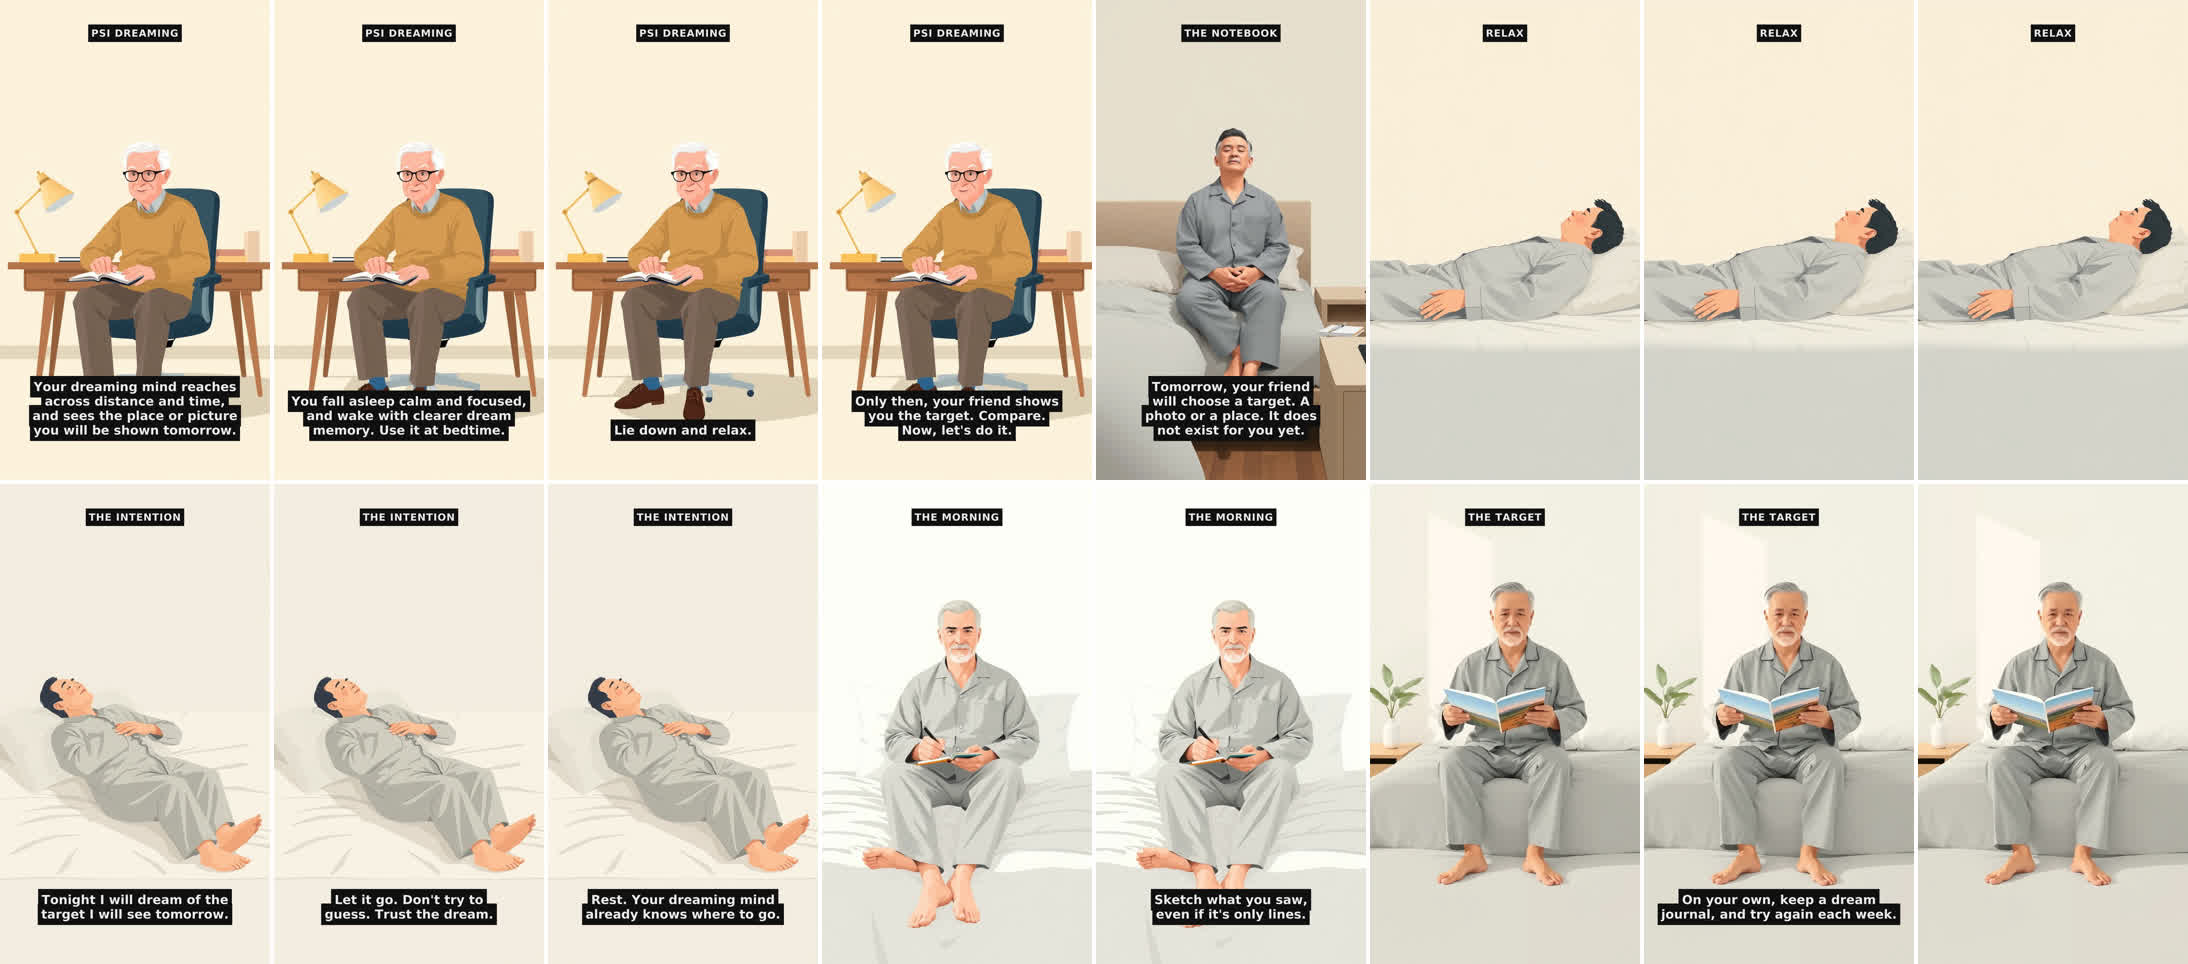 PSI DREAMING
Your dreaming mind reaches
across distance and time,
and sees the place or picture
you will be shown tomorrow.
PSI DREAMING
You fall asleep calm and focused,
and wake with clearer dream
memory. Use it at bedtime.
PSI DREAMING
Lie down and relax.
PSI DREAMING
Only then, your friend shows
you the target. Compare.
Now, let's do it.
THE NOTEBOOK
Tomorrow, your friend
will choose a target. A
photo or a place. It does
not exist for you yet.
RELAX
RELAX
RELAX
THE INTENTION
Tonight I will dream of the
target I will see tomorrow.
THE INTENTION
Let it go. Don't try to
guess. Trust the dream.
THE INTENTION
Rest. Your dreaming mind
already knows where to go.
THE MORNING
THE MORNING
Sketch what you saw,
even if it's only lines.
THE TARGET
THE TARGET
On your own, keep a dream
journal, and try again each week.